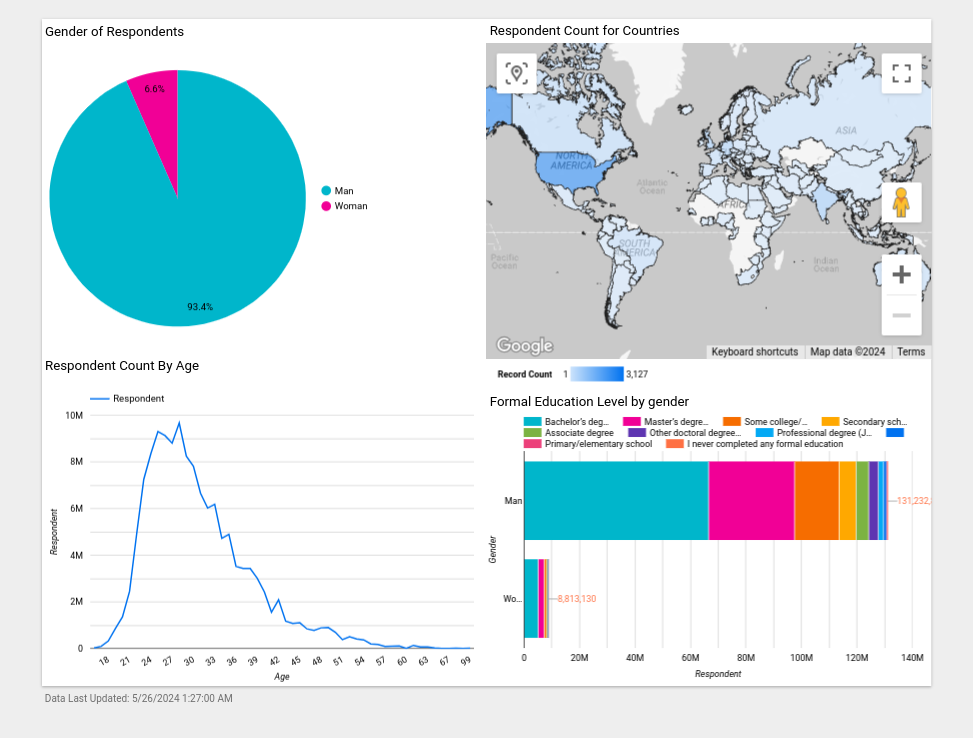 Gender of Respondents
6.6%
93.4%
Man
Woman
Respondent Count for Countries
NORTH
AMERICA
ASIA
Atlantic
Ocean
AFRICA
SOUTH
AMERICA
Pacific
Ocean
Indian
Ocean
Google
Keyboard shortcuts Map data ©2024 Terms
Record Count 1 3,127
Respondent Count By Age
Respondent
10M
8M
6M
4M
2M
0
Respondent
18 21 24 27 30 33 36 39 42 45 48 51 54 57 60 63 67 99
Age
Formal Education Level by gender
Bachelor's deg... Master's degre... Some college/... Secondary sch...
Associate degree Other doctoral degree... Professional degree (J...
Primary/elementary school I never completed any formal education
Gender
Man
131,232,
Wo...
8,813,130
0 20M 40M 60M 80M 100M 120M 140M
Respondent
Data Last Updated: 5/26/2024 1:27:00 AM